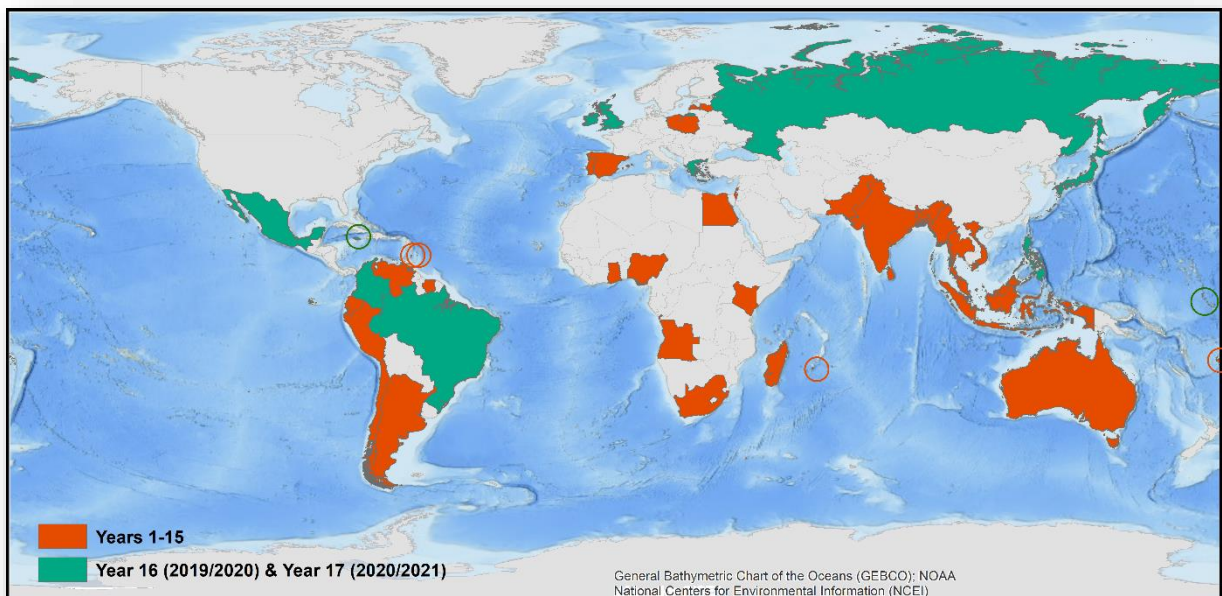 Years 1-15
Year 16 (2019/2020) & Year 17 (2020/2021)
General Bathymetric Chart of the Oceans (GEBCO); NOAA
National Centers for Environmental Information (NCEI)